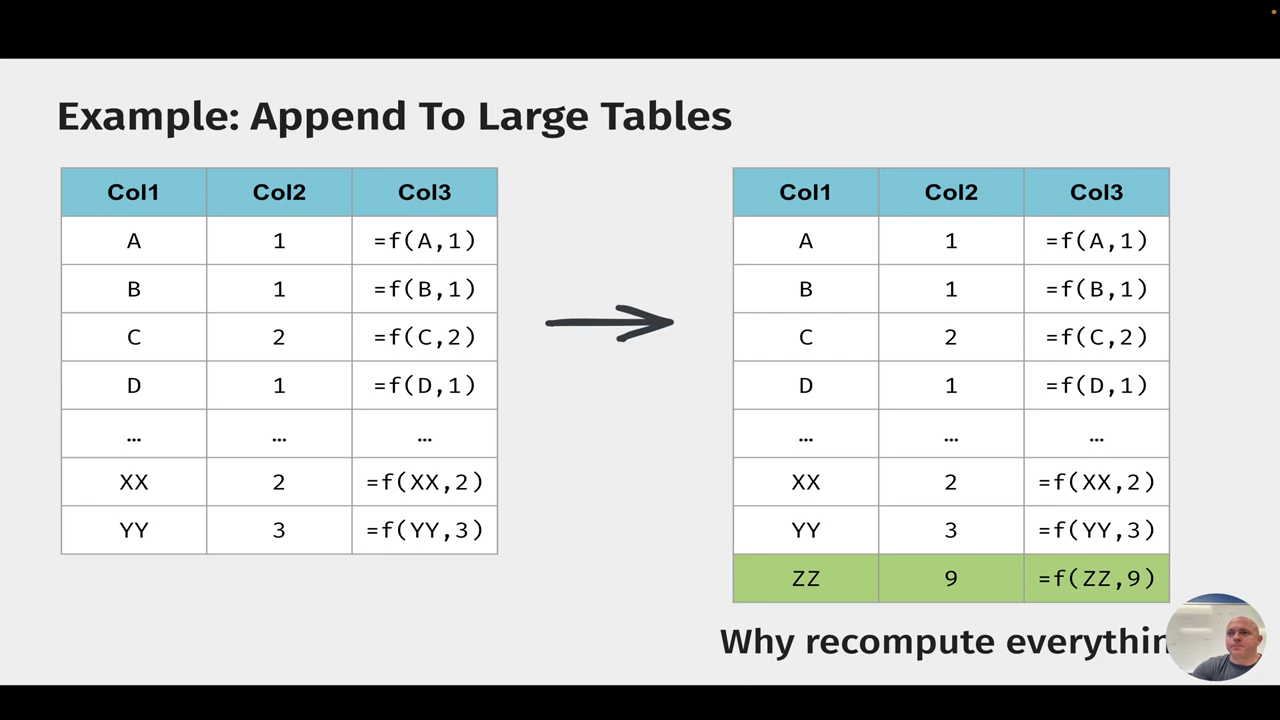 Example: Append To Large Tables
Col1 Col2 Col3
A 1 =f(A,1)
B 1 =f(B,1)
C 2 =f(C,2)
D 1 =f(D,1)
… … …
XX 2 =f(XX,2)
YY 3 =f(YY,3)
Col1 Col2 Col3
A 1 =f(A,1)
B 1 =f(B,1)
C 2 =f(C,2)
D 1 =f(D,1)
… … …
XX 2 =f(XX,2)
YY 3 =f(YY,3)
ZZ 9 =f(ZZ,9)
Why recompute